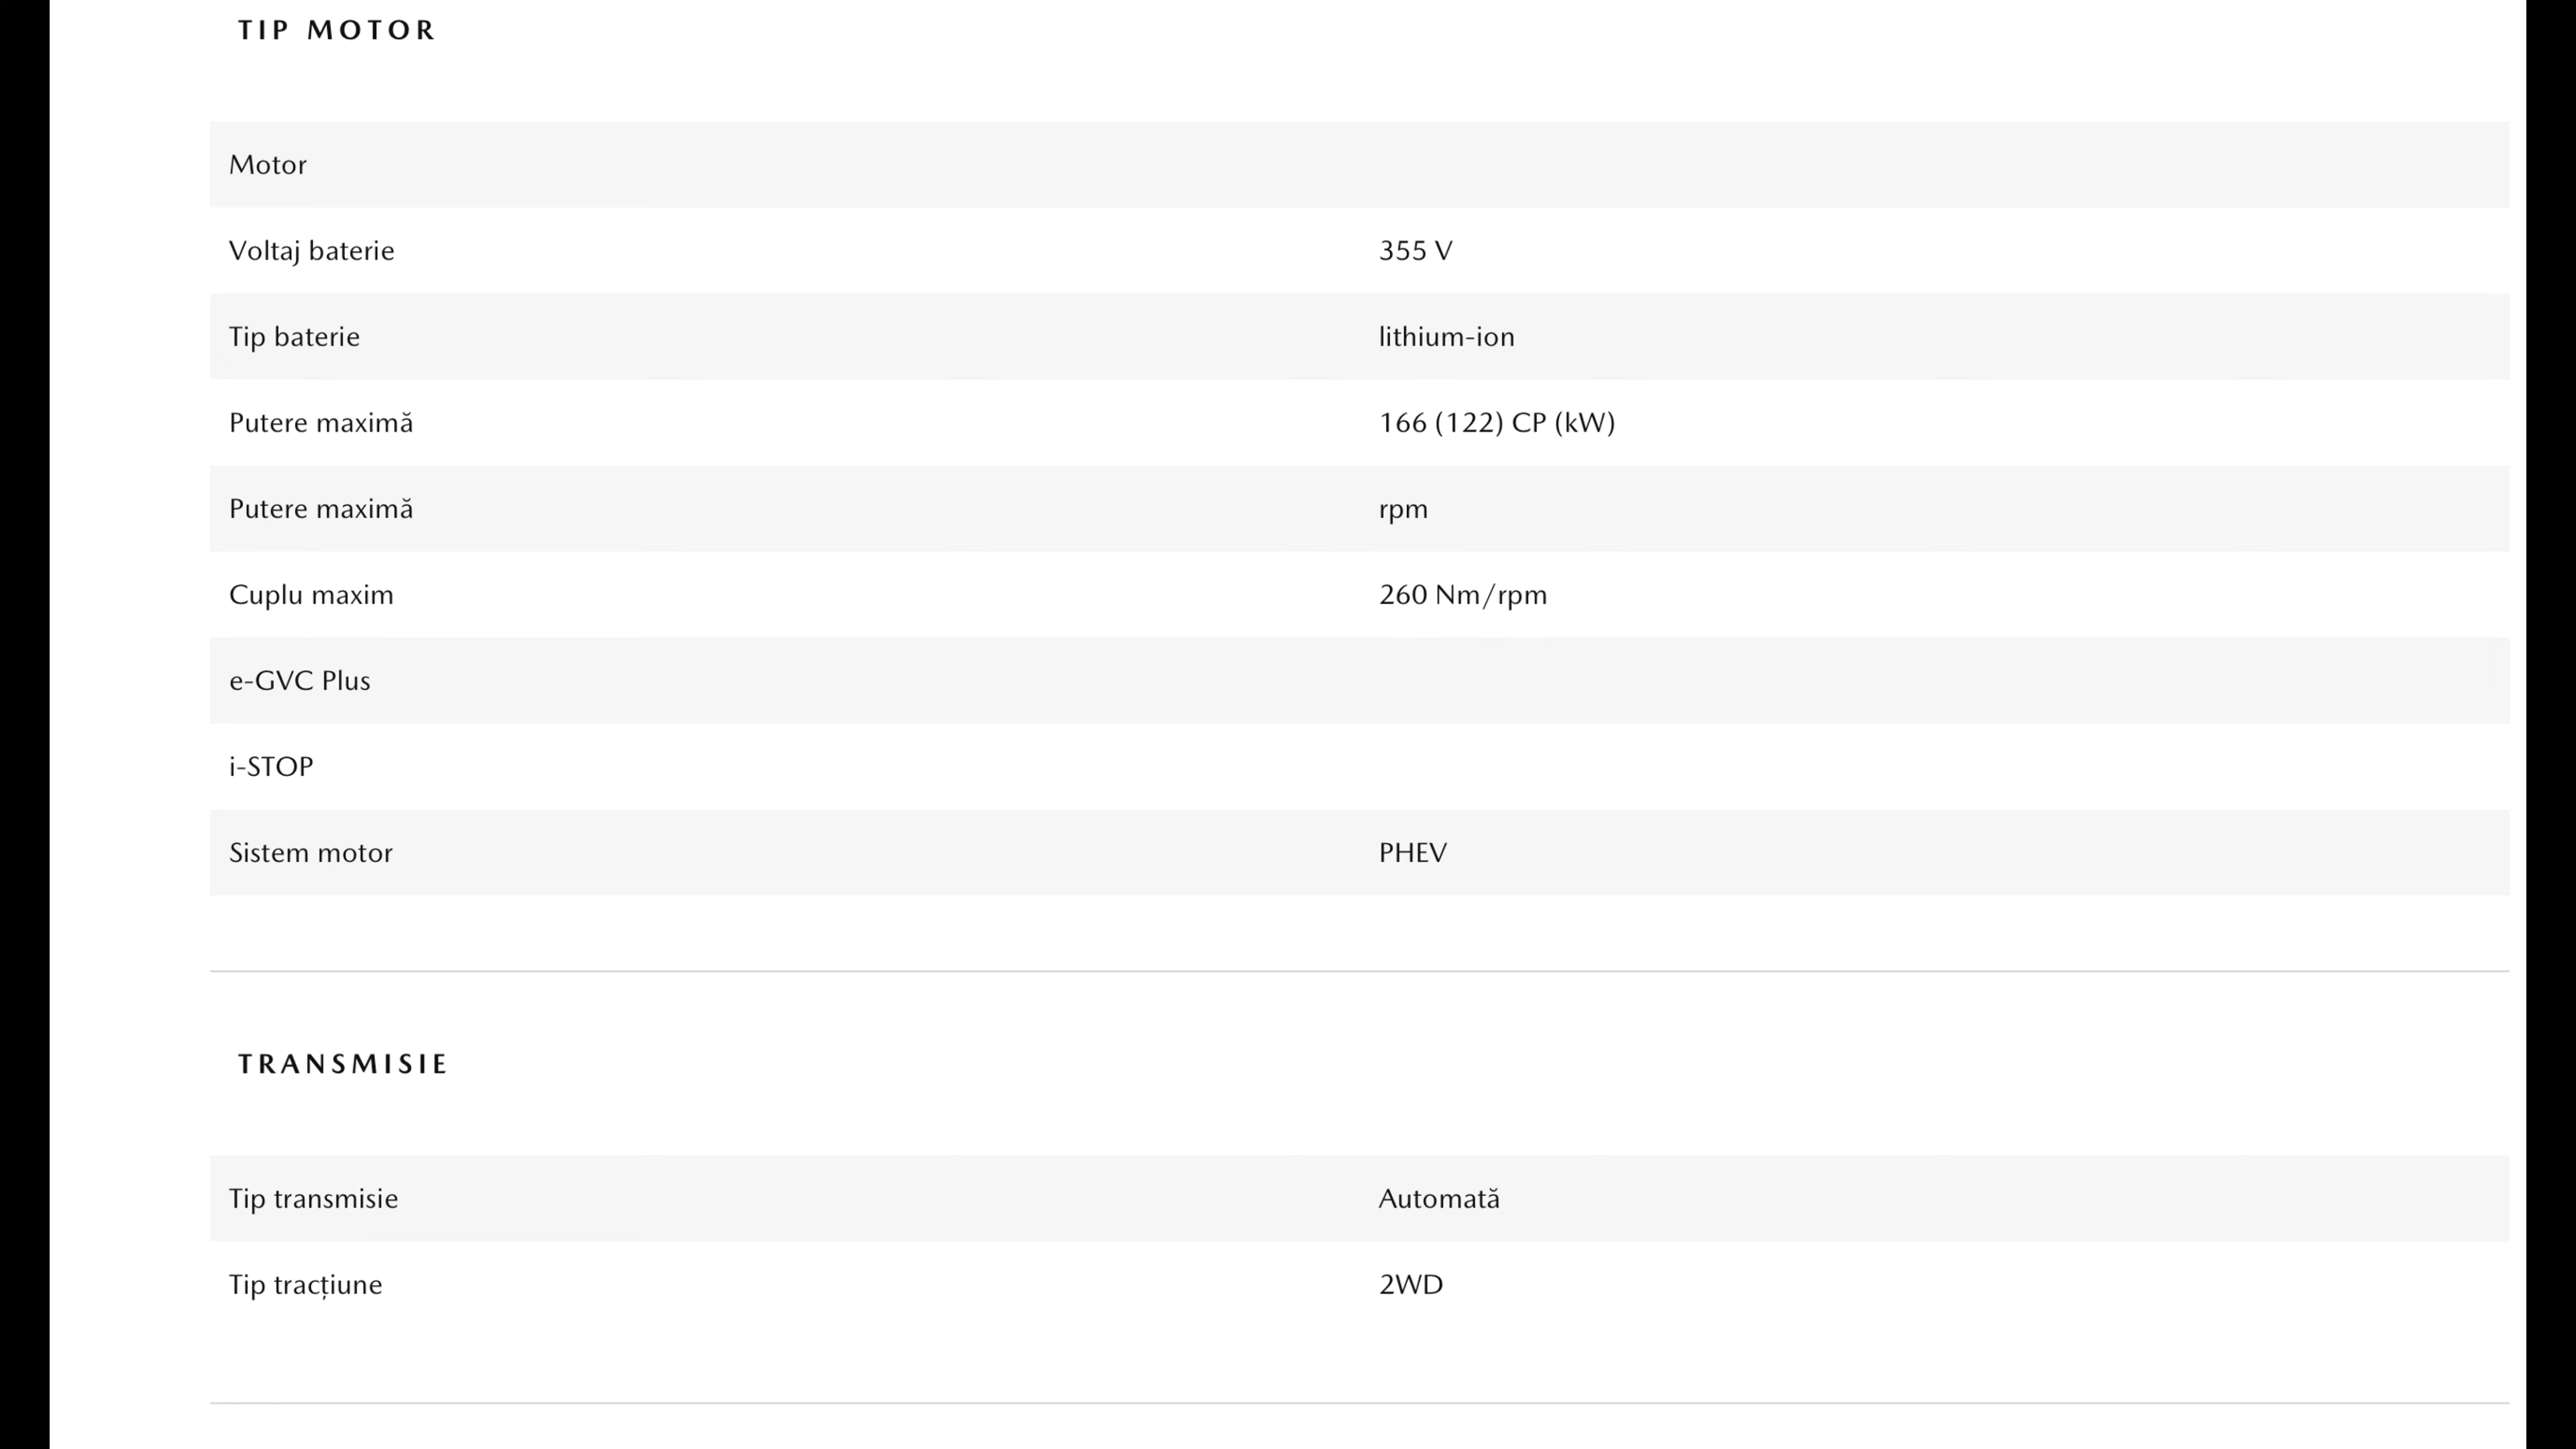 TIP MOTOR
Motor
Voltaj baterie 355 V
Tip baterie lithium-ion
Putere maximă 166 (122) CP (kW)
Putere maximă rpm
Cuplu maxim 260 Nm/rpm
e-GVC Plus
i-STOP
Sistem motor PHEV
TRANSMISIE
Tip transmisie Automată
Tip tracțiune 2WD